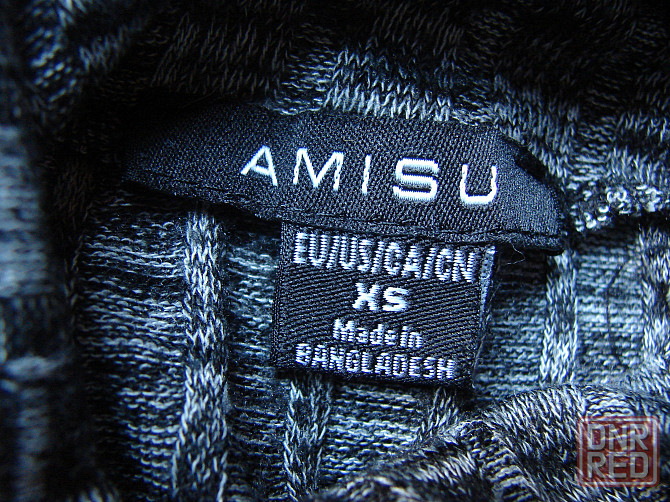 AMISU
EU/US/CA/CN
XS
Made in
BANGLADESH
DNR
RED